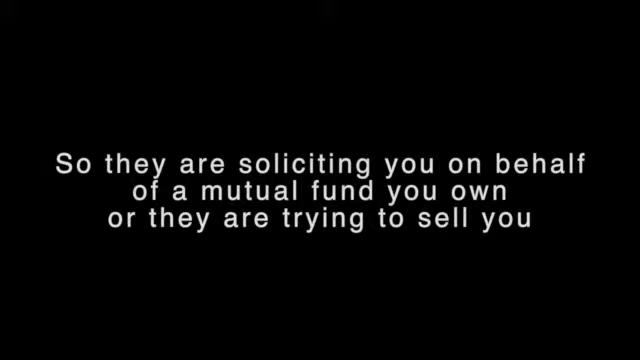 So they are soliciting you on behalf
of a mutual fund you own
or they are trying to sell you